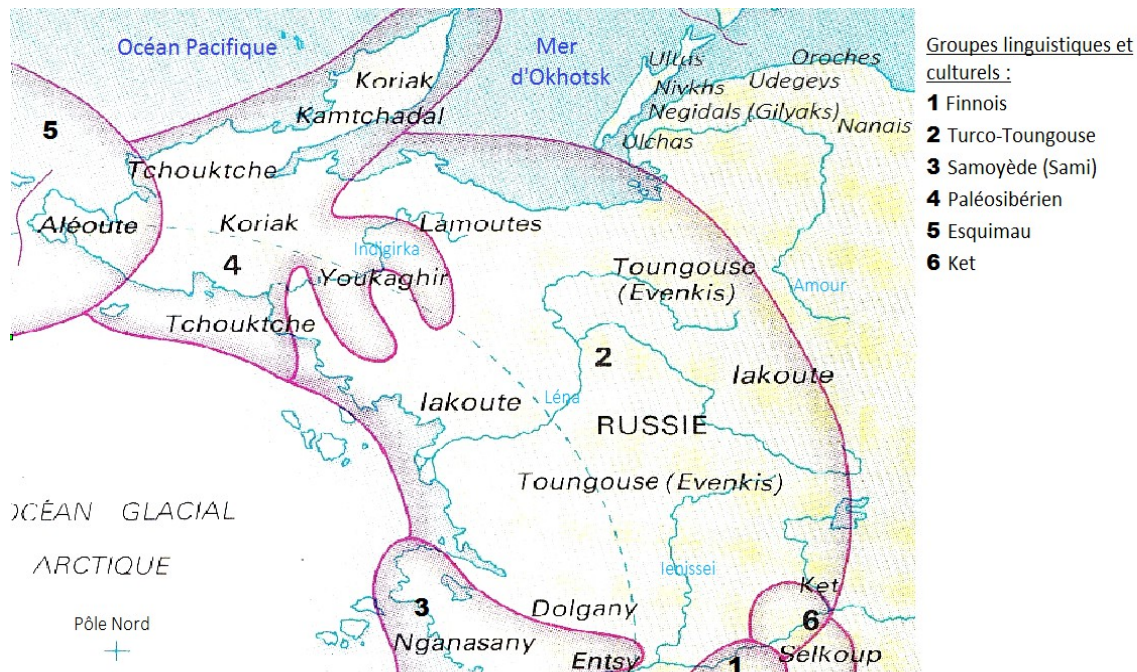 Océan Pacifique
Mer
d'Okhotsk
Koriak
Kamtchadal
Tchouktche
5
Aléoute
Koriak
4
Lamoutes
Indigirka
Youkaghir
Tchouktche
Ultas
Oroches
Nivkhs
Udegeys
Negidals (Gilyaks)
Nanais
Ulchas
Toungouse
(Evenkis)
Amour
2
Iakoute
Iakoute
Léna
RUSSIE
Toungouse (Evenkis)
OCÉAN GLACIAL
ARCTIQUE
Pôle Nord
Ienissei
3
Nganasany
Dolgany
Entsy
Ket
6
Selkoup
1
Groupes linguistiques et
culturels :
1 Finnois
2 Turco-Toungouse
3 Samoyède (Sami)
4 Paléosibérien
5 Esquimau
6 Ket